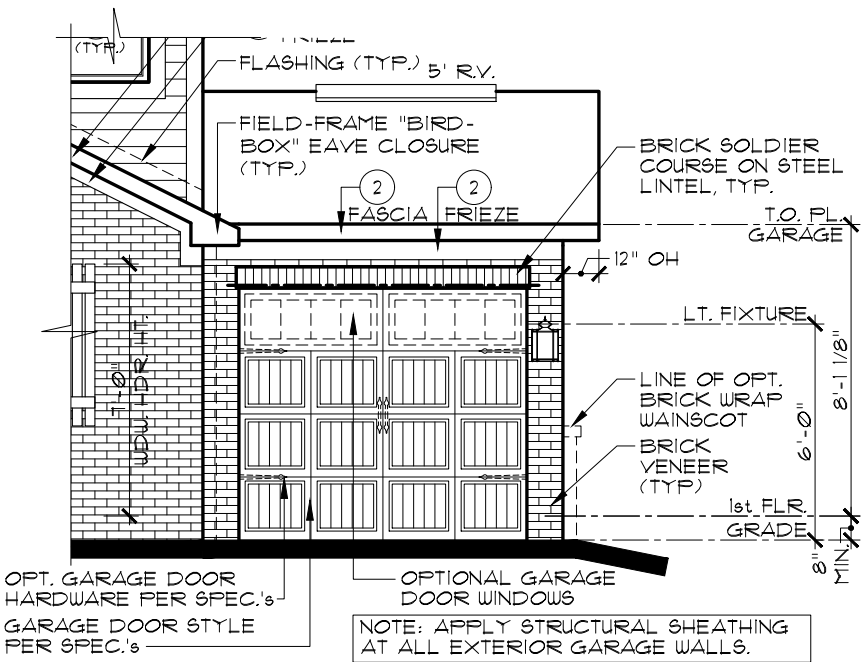 (TYP.)
FRIEZE
FLASHING (TYP.)
5' R.V.
FIELD-FRAME "BIRD-
BOX" EAVE CLOSURE
(TYP.)
BRICK SOLDIER
COURSE ON STEEL
LINTEL, TYP.
2
2
FASCIA
FRIEZE
T.O. PL.
GARAGE
12" OH
LT. FIXTURE
7'-0"
WDW. HDR. HT.
8'-1 1/8"
6'-0"
LINE OF OPT.
BRICK WRAP
WAINSCOT
BRICK
VENEER
(TYP)
1st FLR.
GRADE
8"
MIN.
OPT. GARAGE DOOR
HARDWARE PER SPEC.'s
OPTIONAL GARAGE
DOOR WINDOWS
GARAGE DOOR STYLE
PER SPEC.'s
NOTE: APPLY STRUCTURAL SHEATHING
AT ALL EXTERIOR GARAGE WALLS.